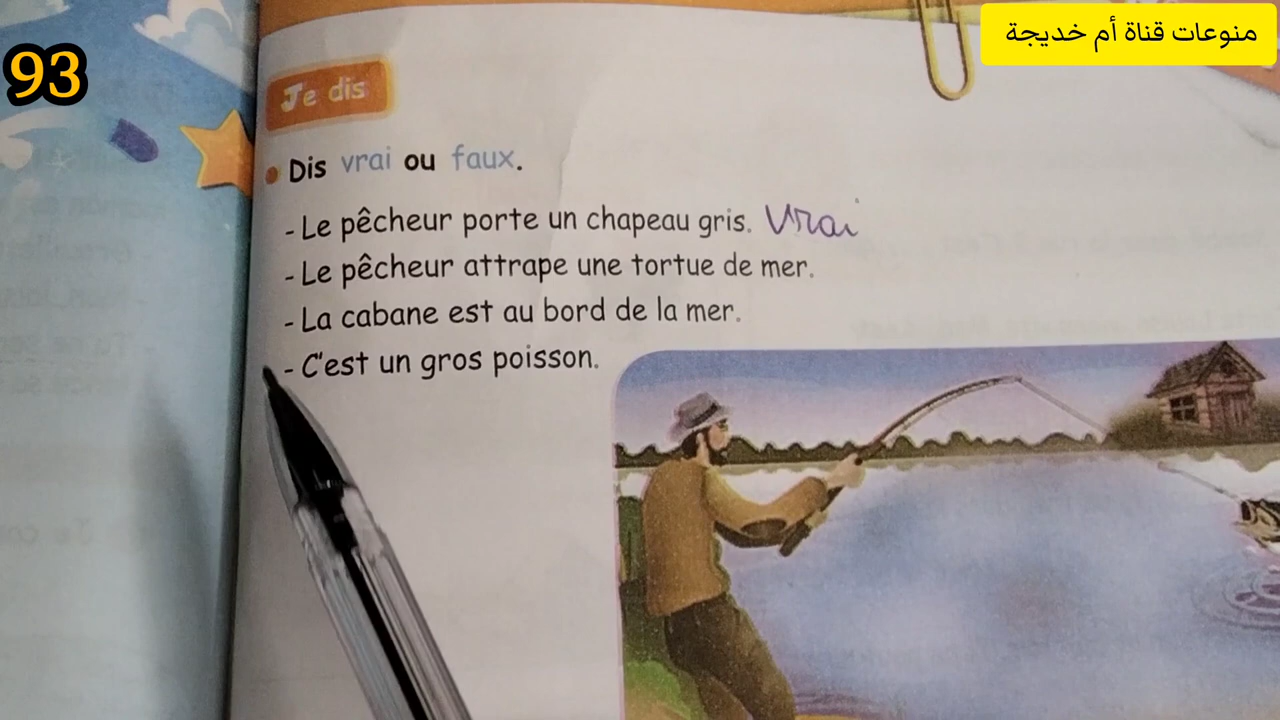 منوعات قناة أم خديجة
93
Je dis
Dis vrai ou faux.
- Le pêcheur porte un chapeau gris. Vrai
- Le pêcheur attrape une tortue de mer.
- La cabane est au bord de la mer.
- C'est un gros poisson.